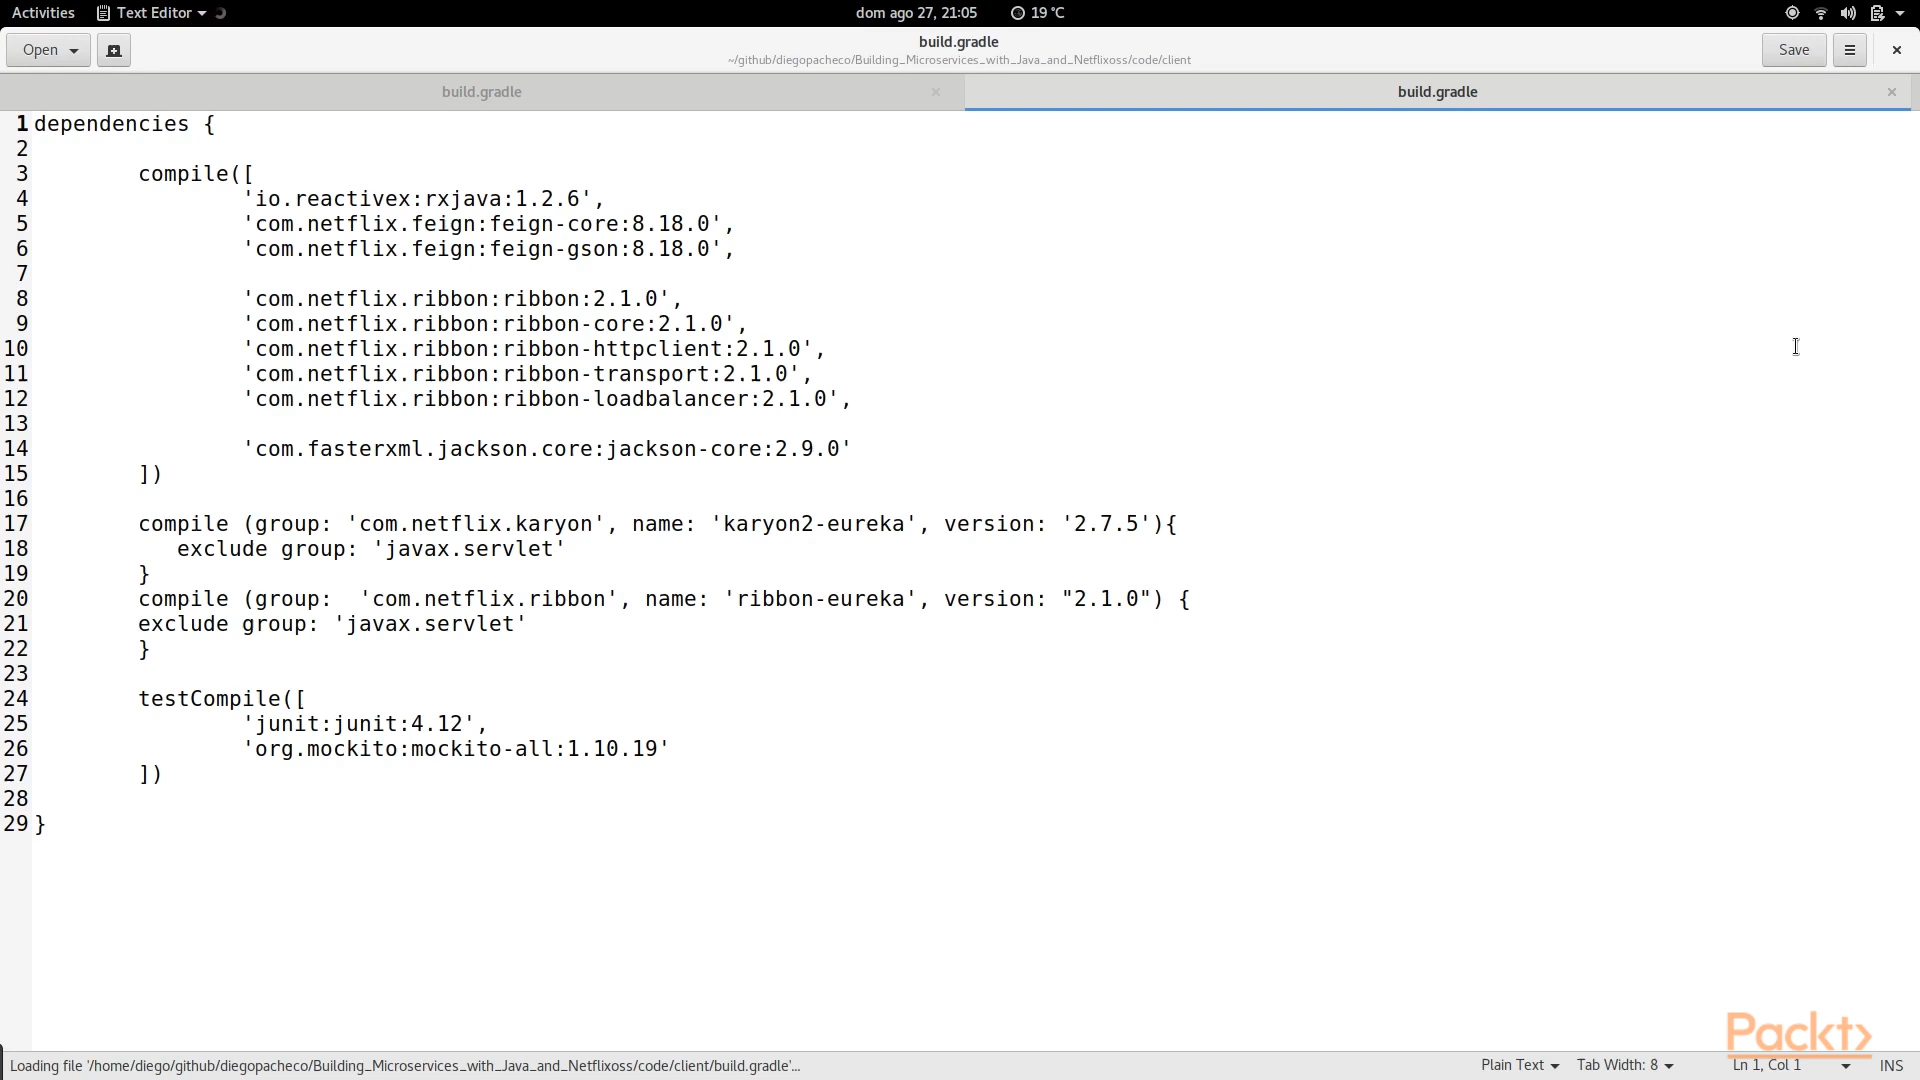 Activities Text Editor dom ago 27, 21:05 19 °C
Open build.gradle Save
~/github/diegopacheco/Building_Microservices_with_Java_and_Netflixoss/code/client
build.gradle build.gradle
1 dependencies {
2
3 compile([
4 'io.reactivex:rxjava:1.2.6',
5 'com.netflix.feign:feign-core:8.18.0',
6 'com.netflix.feign:feign-gson:8.18.0',
7
8 'com.netflix.ribbon:ribbon:2.1.0',
9 'com.netflix.ribbon:ribbon-core:2.1.0',
10 'com.netflix.ribbon:ribbon-httpclient:2.1.0',
11 'com.netflix.ribbon:ribbon-transport:2.1.0',
12 'com.netflix.ribbon:ribbon-loadbalancer:2.1.0',
13
14 'com.fasterxml.jackson.core:jackson-core:2.9.0'
15 ])
16
17 compile (group: 'com.netflix.karyon', name: 'karyon2-eureka', version: '2.7.5'){
18 exclude group: 'javax.servlet'
19 }
20 compile (group:  'com.netflix.ribbon', name: 'ribbon-eureka', version: "2.1.0") {
21 exclude group: 'javax.servlet'
22 }
23
24 testCompile([
25 'junit:junit:4.12',
26 'org.mockito:mockito-all:1.10.19'
27 ])
28
29 }
Packt>
Loading file '/home/diego/github/diegopacheco/Building_Microservices_with_Java_and_Netflixoss/code/client/build.gradle'... Plain Text Tab Width: 8 Ln 1, Col 1 INS